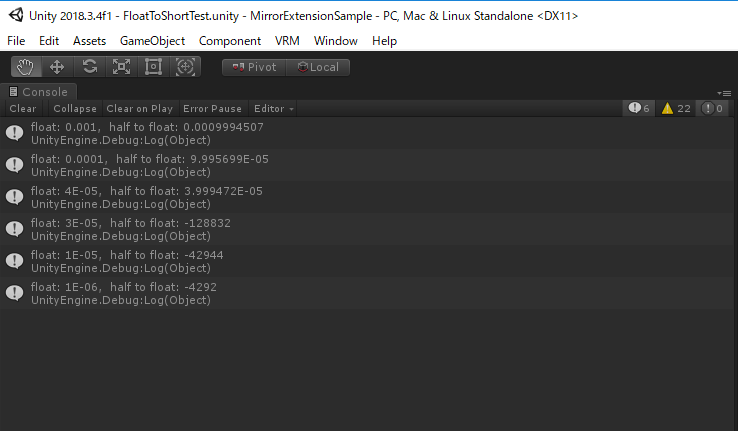 Unity 2018.3.4f1 - FloatToShortTest.unity - MirrorExtensionSample - PC, Mac & Linux Standalone <DX11>
File Edit Assets GameObject Component VRM Window Help
Pivot Local
Console
Clear Collapse Clear on Play Error Pause Editor 6 22 0
float: 0.001, half to float: 0.0009994507
UnityEngine.Debug:Log(Object)
float: 0.0001, half to float: 9.995699E-05
UnityEngine.Debug:Log(Object)
float: 4E-05, half to float: 3.999472E-05
UnityEngine.Debug:Log(Object)
float: 3E-05, half to float: -128832
UnityEngine.Debug:Log(Object)
float: 1E-05, half to float: -42944
UnityEngine.Debug:Log(Object)
float: 1E-06, half to float: -4292
UnityEngine.Debug:Log(Object)